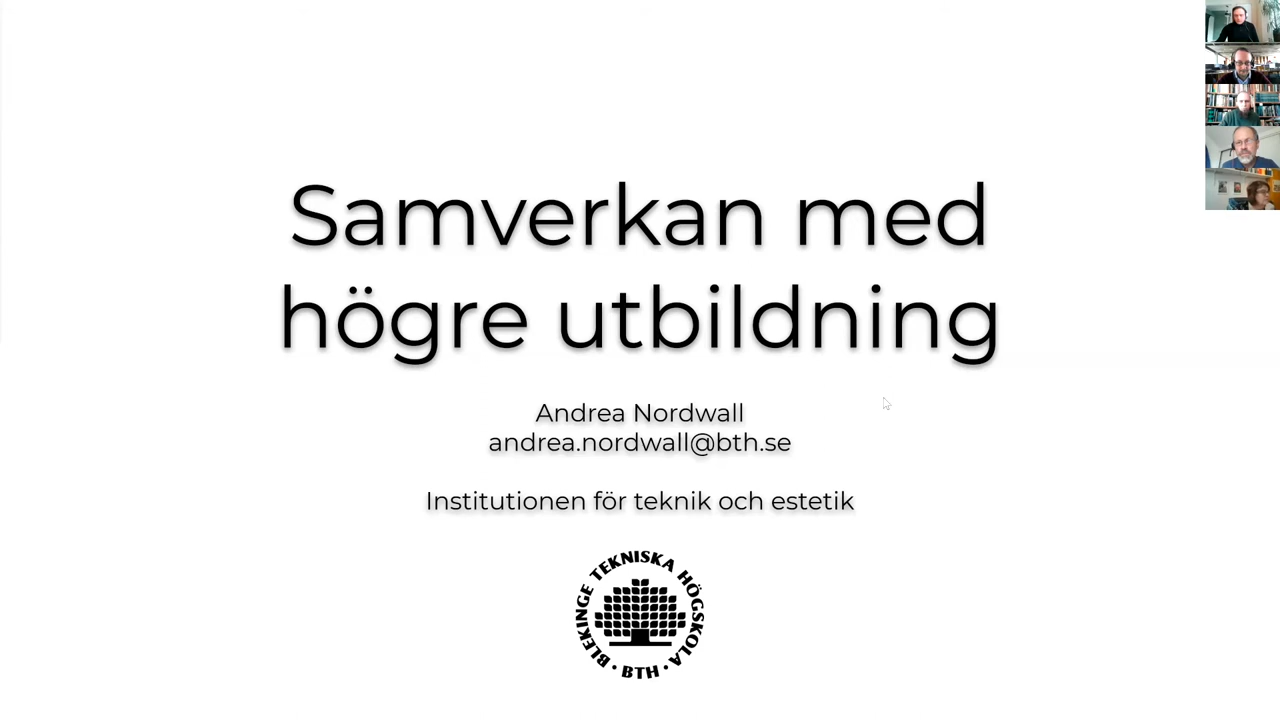 Samverkan med
högre utbildning
Andrea Nordwall
andrea.nordwall@bth.se
Institutionen för teknik och estetik
BLEKINGE TEKNISKA HÖGSKOLA
· BTH ·